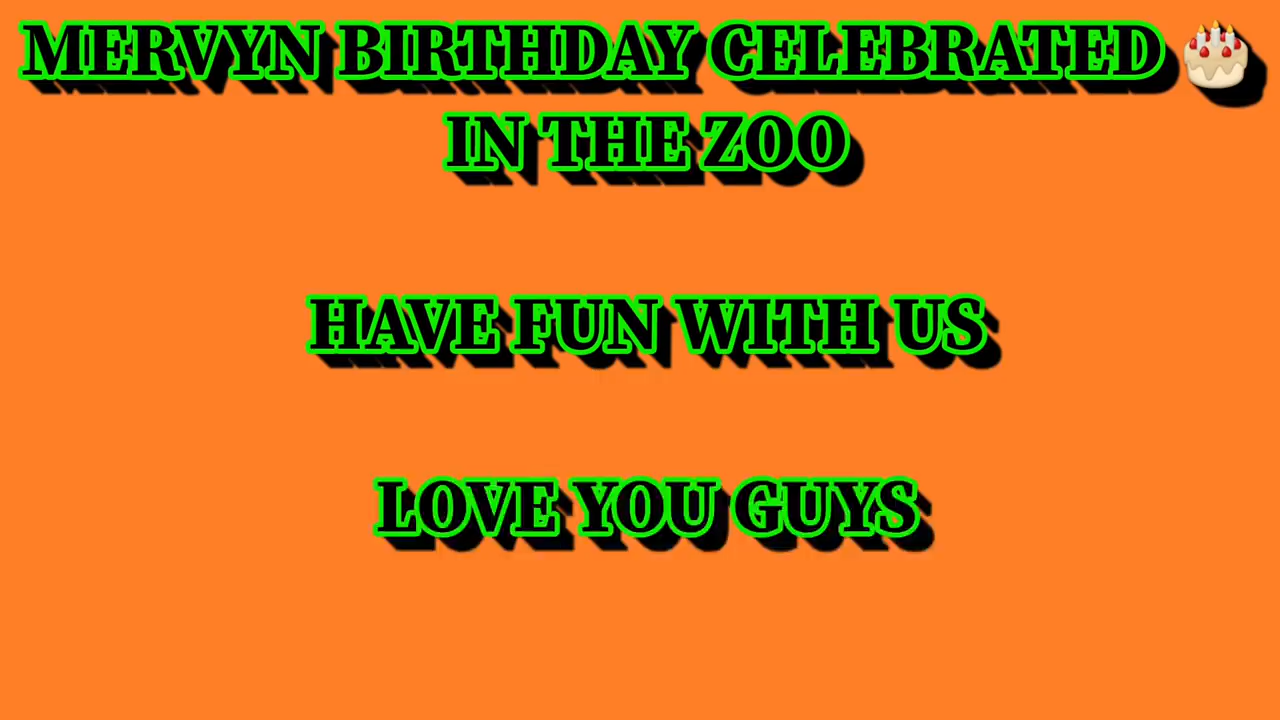 MERVYN BIRTHDAY CELEBRATED 🎂
IN THE ZOO
HAVE FUN WITH US
LOVE YOU GUYS